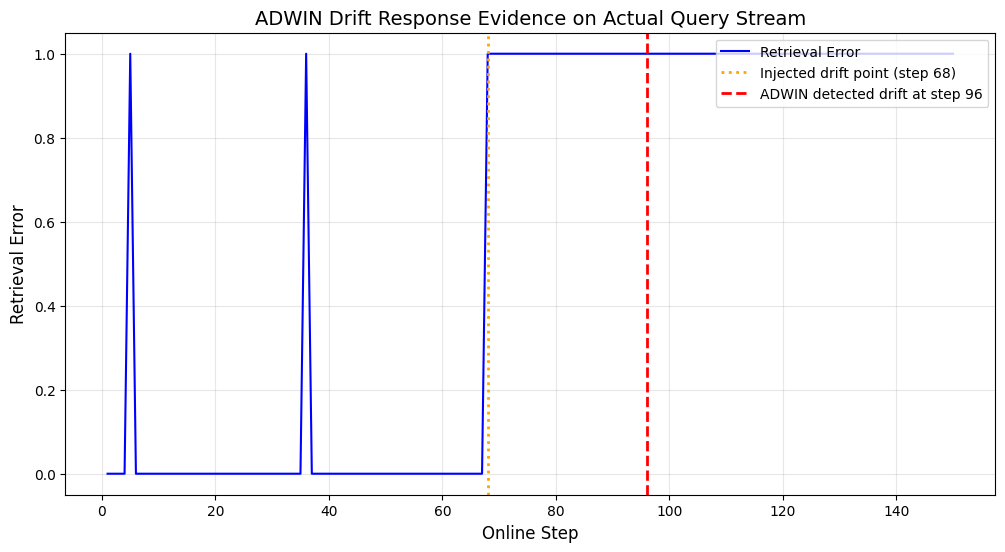 ADWIN Drift Response Evidence on Actual Query Stream
Retrieval Error
Injected drift point (step 68)
ADWIN detected drift at step 96
1.0
0.8
0.6
0.4
0.2
0.0
Retrieval Error
0 20 40 60 80 100 120 140
Online Step